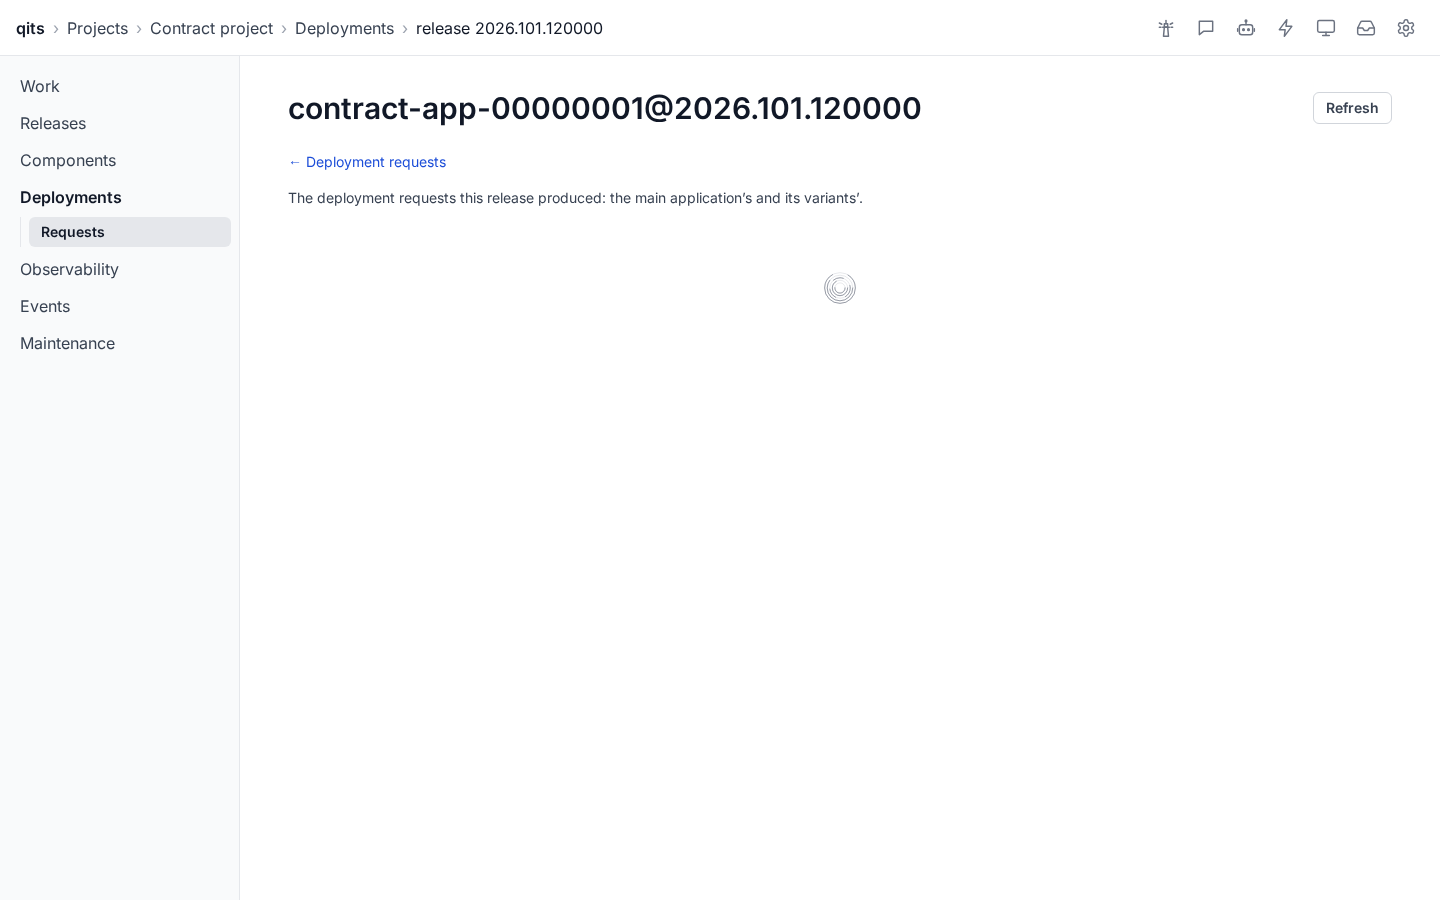 qits › Projects › Contract project › Deployments › release 2026.101.120000
Work
Releases
Components
Deployments
Requests
Observability
Events
Maintenance
contract-app-00000001@2026.101.120000
Refresh
← Deployment requests
The deployment requests this release produced: the main application’s and its variants’.